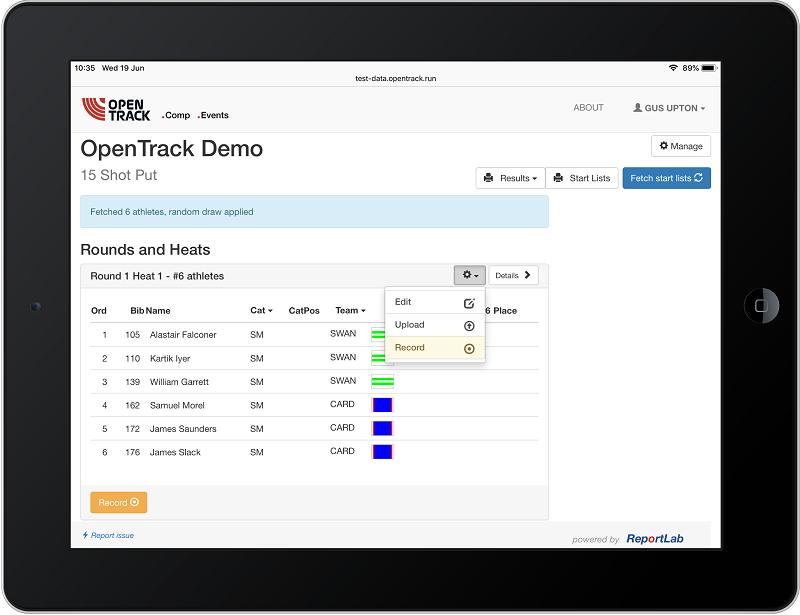 10:35 Wed 19 Jun 89%
test-data.opentrack.run
OPEN
TRACK .Comp .Events ABOUT GUS UPTON
OpenTrack Demo Manage
15 Shot Put Results Start Lists Fetch start lists
Fetched 6 athletes, random draw applied
Rounds and Heats
Round 1 Heat 1 - #6 athletes Details
Edit
Upload
Record
Ord Bib Name Cat CatPos Team 6 Place
1 105 Alastair Falconer SM SWAN
2 110 Kartik Iyer SM SWAN
3 139 William Garrett SM SWAN
4 162 Samuel Morel SM CARD
5 172 James Saunders SM CARD
6 176 James Slack SM CARD
Record
Report issue powered by ReportLab